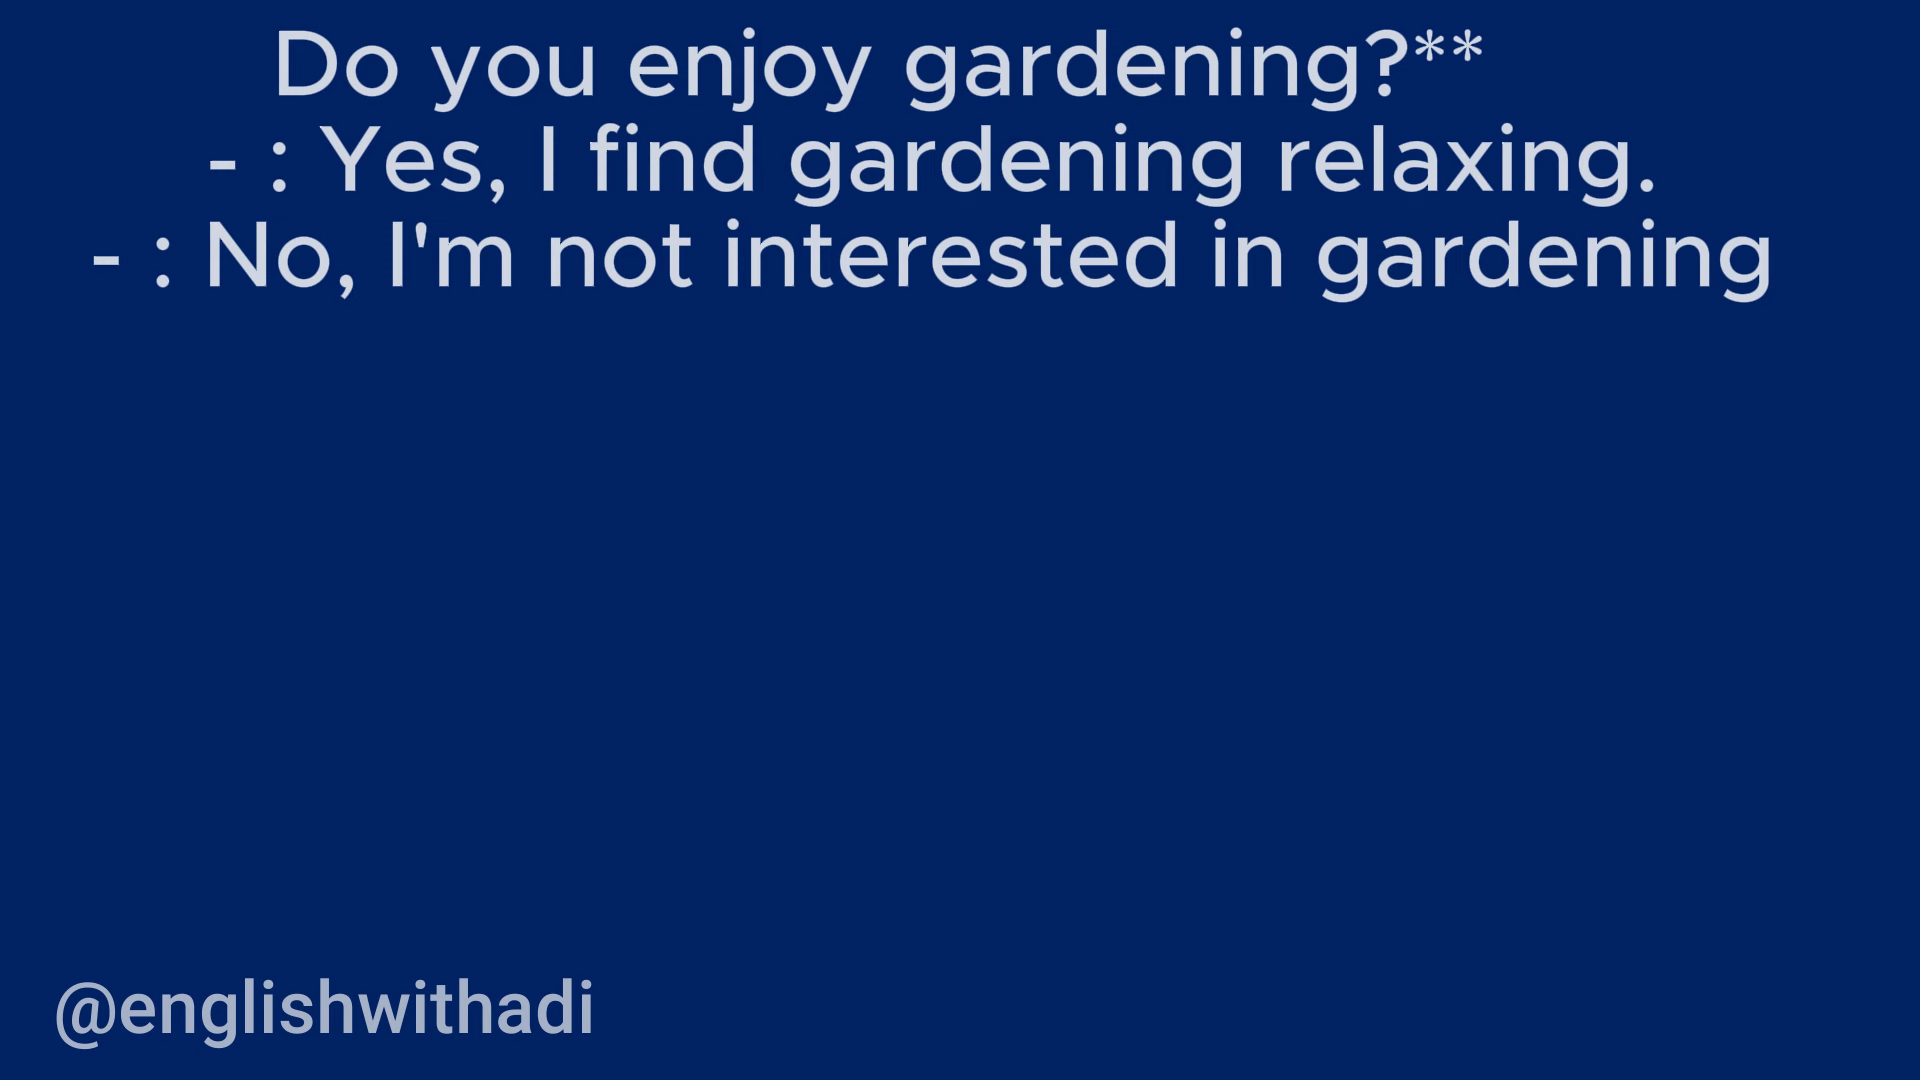 Do you enjoy gardening?**
- : Yes, I find gardening relaxing.
- : No, I'm not interested in gardening
@englishwithadi